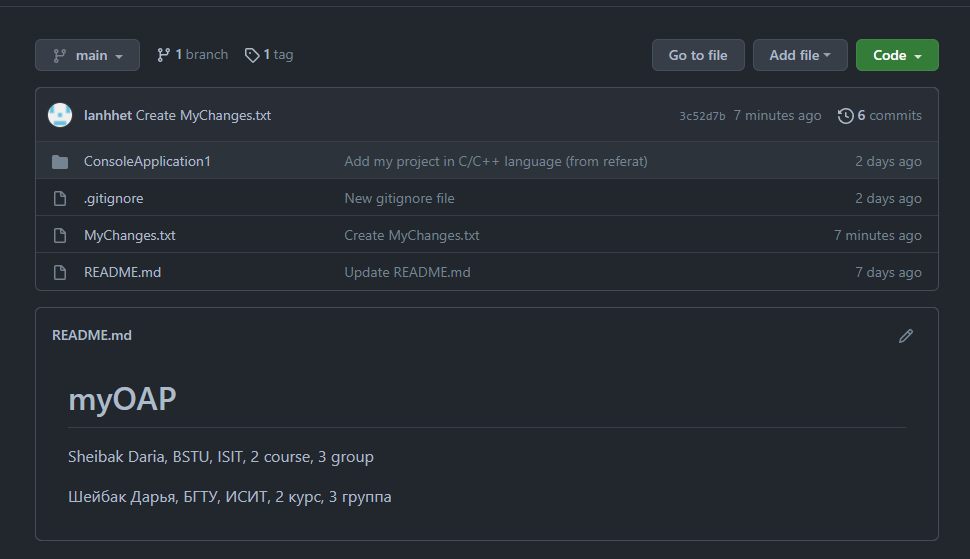 main 1 branch 1 tag Go to file Add file Code
lanhhet Create MyChanges.txt 3c52d7b 7 minutes ago 6 commits
ConsoleApplication1 Add my project in C/C++ language (from referat) 2 days ago
.gitignore New gitignore file 2 days ago
MyChanges.txt Create MyChanges.txt 7 minutes ago
README.md Update README.md 7 days ago
README.md
myOAP
Sheibak Daria, BSTU, ISIT, 2 course, 3 group
Шейбак Дарья, БГТУ, ИСИТ, 2 курс, 3 группа